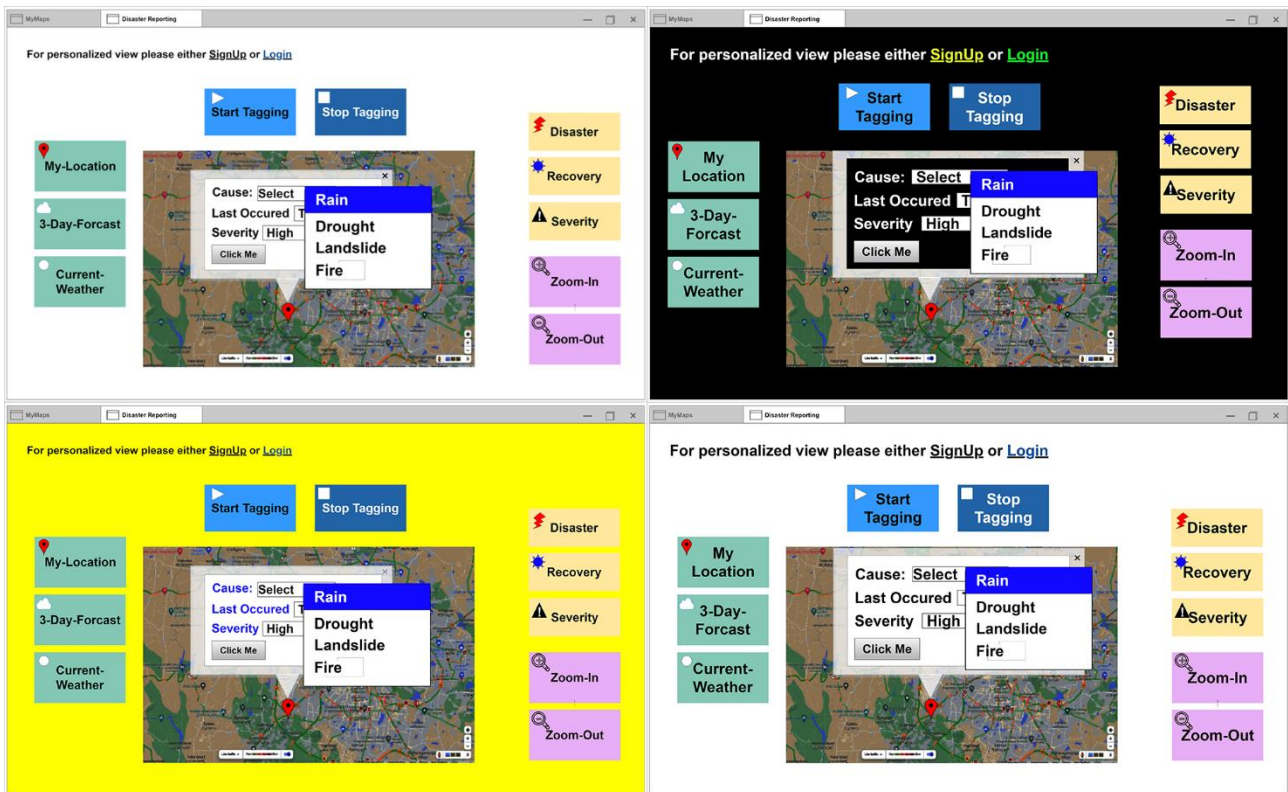 MyMaps
Disaster Reporting
For personalized view please either SignUp or Login
Start Tagging
Stop Tagging
My-Location
3-Day-Forcast
Current-
Weather
Cause: Select
Last Occured T
Severity High
Click Me
Rain
Drought
Landslide
Fire
Disaster
Recovery
Severity
Zoom-In
Zoom-Out
MyMaps
Disaster Reporting
For personalized view please either SignUp or Login
Start
Tagging
Stop
Tagging
My
Location
3-Day-
Forcast
Current-
Weather
Cause: Select
Last Occured T
Severity High
Click Me
Rain
Drought
Landslide
Fire
Disaster
Recovery
Severity
Zoom-In
Zoom-Out
MyMaps
Disaster Reporting
For personalized view please either SignUp or Login
Start Tagging
Stop Tagging
My-Location
3-Day-Forcast
Current-
Weather
Cause: Select
Last Occured T
Severity High
Click Me
Rain
Drought
Landslide
Fire
Disaster
Recovery
Severity
Zoom-In
Zoom-Out
MyMaps
Disaster Reporting
For personalized view please either SignUp or Login
Start
Tagging
Stop
Tagging
My
Location
3-Day-
Forcast
Current-
Weather
Cause: Select
Last Occured
Severity High
Click Me
Rain
Drought
Landslide
Fire
Disaster
Recovery
Severity
Zoom-In
Zoom-Out